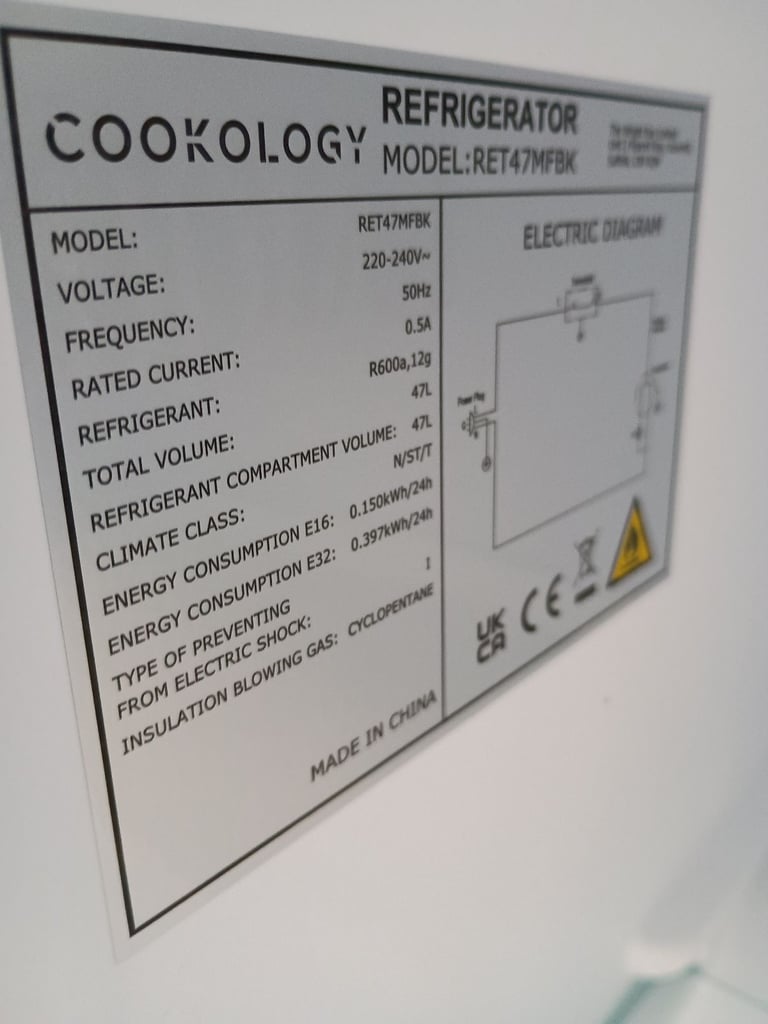 COOKOLOGY
REFRIGERATOR
MODEL:RET47MFBK
MODEL: RET47MFBK
VOLTAGE: 220-240V~
FREQUENCY: 50Hz
RATED CURRENT: 0.5A
REFRIGERANT: R600a,12g
TOTAL VOLUME: 47L
REFRIGERANT COMPARTMENT VOLUME: 47L
CLIMATE CLASS: N/ST/T
ENERGY CONSUMPTION E16: 0.150kWh/24h
ENERGY CONSUMPTION E32: 0.397kWh/24h
TYPE OF PREVENTING
FROM ELECTRIC SHOCK: I
INSULATION BLOWING GAS: CYCLOPENTANE
MADE IN CHINA
ELECTRIC DIAGRAM
Power Plug
UK
CA
CE